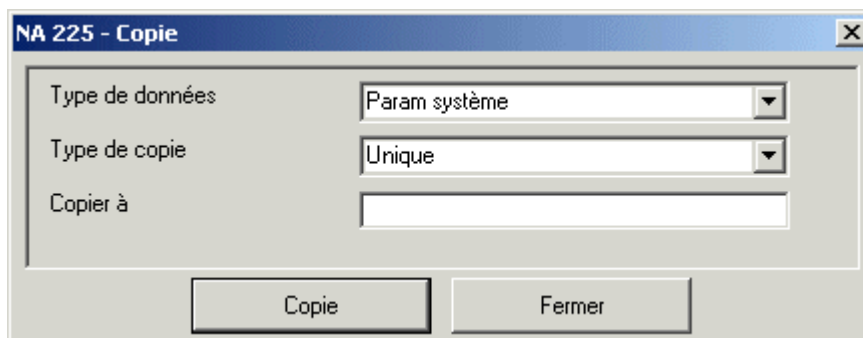 NA 225 - Copie
Type de données Param système
Type de copie Unique
Copier à
Copie Fermer